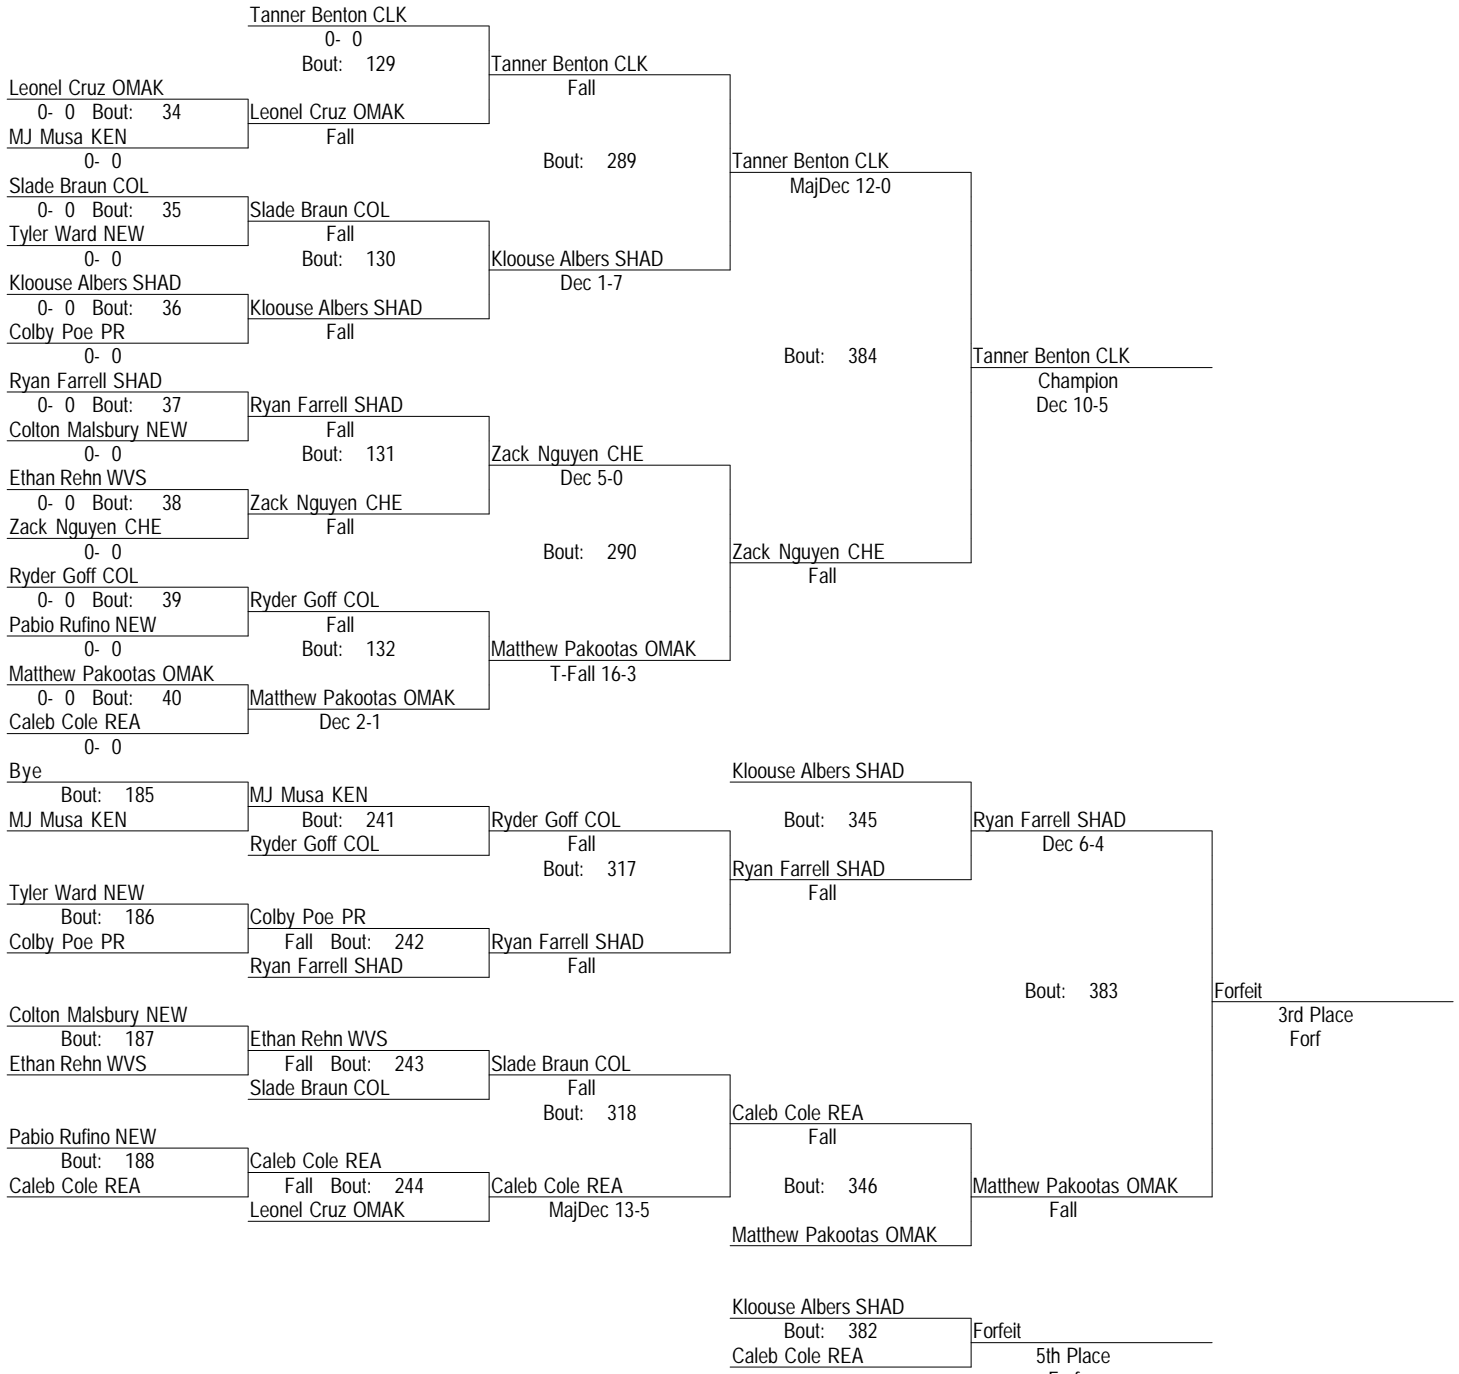 Tanner Benton CLK
0- 0
Bout: 129
Tanner Benton CLK
Fall
Leonel Cruz OMAK
0- 0 Bout: 34
Leonel Cruz OMAK
MJ Musa KEN
Fall
0- 0
Bout: 289
Tanner Benton CLK
MajDec 12-0
Slade Braun COL
0- 0 Bout: 35
Slade Braun COL
Tyler Ward NEW
Fall
0- 0
Bout: 130
Kloouse Albers SHAD
Dec 1-7
Kloouse Albers SHAD
0- 0 Bout: 36
Kloouse Albers SHAD
Colby Poe PR
Fall
0- 0
Bout: 384
Tanner Benton CLK
Champion
Dec 10-5
Ryan Farrell SHAD
0- 0 Bout: 37
Ryan Farrell SHAD
Colton Malsbury NEW
Fall
0- 0
Bout: 131
Zack Nguyen CHE
Dec 5-0
Ethan Rehn WVS
0- 0 Bout: 38
Zack Nguyen CHE
Zack Nguyen CHE
Fall
0- 0
Bout: 290
Zack Nguyen CHE
Fall
Ryder Goff COL
0- 0 Bout: 39
Ryder Goff COL
Pabio Rufino NEW
Fall
0- 0
Bout: 132
Matthew Pakootas OMAK
T-Fall 16-3
Matthew Pakootas OMAK
0- 0 Bout: 40
Matthew Pakootas OMAK
Caleb Cole REA
Dec 2-1
0- 0
Bye
Kloouse Albers SHAD
Bout: 185
MJ Musa KEN
MJ Musa KEN
Bout: 241
Ryder Goff COL
Bout: 345
Ryan Farrell SHAD
Ryder Goff COL
Fall
Dec 6-4
Bout: 317
Ryan Farrell SHAD
Fall
Tyler Ward NEW
Bout: 186
Colby Poe PR
Colby Poe PR
Fall Bout: 242
Ryan Farrell SHAD
Ryan Farrell SHAD
Fall
Bout: 383
Forfeit
3rd Place
Forf
Colton Malsbury NEW
Bout: 187
Ethan Rehn WVS
Ethan Rehn WVS
Fall Bout: 243
Slade Braun COL
Slade Braun COL
Fall
Bout: 318
Caleb Cole REA
Fall
Pabio Rufino NEW
Bout: 188
Caleb Cole REA
Caleb Cole REA
Fall Bout: 244
Caleb Cole REA
Bout: 346
Matthew Pakootas OMAK
Leonel Cruz OMAK
MajDec 13-5
Fall
Matthew Pakootas OMAK
Kloouse Albers SHAD
Bout: 382
Forfeit
Caleb Cole REA
5th Place